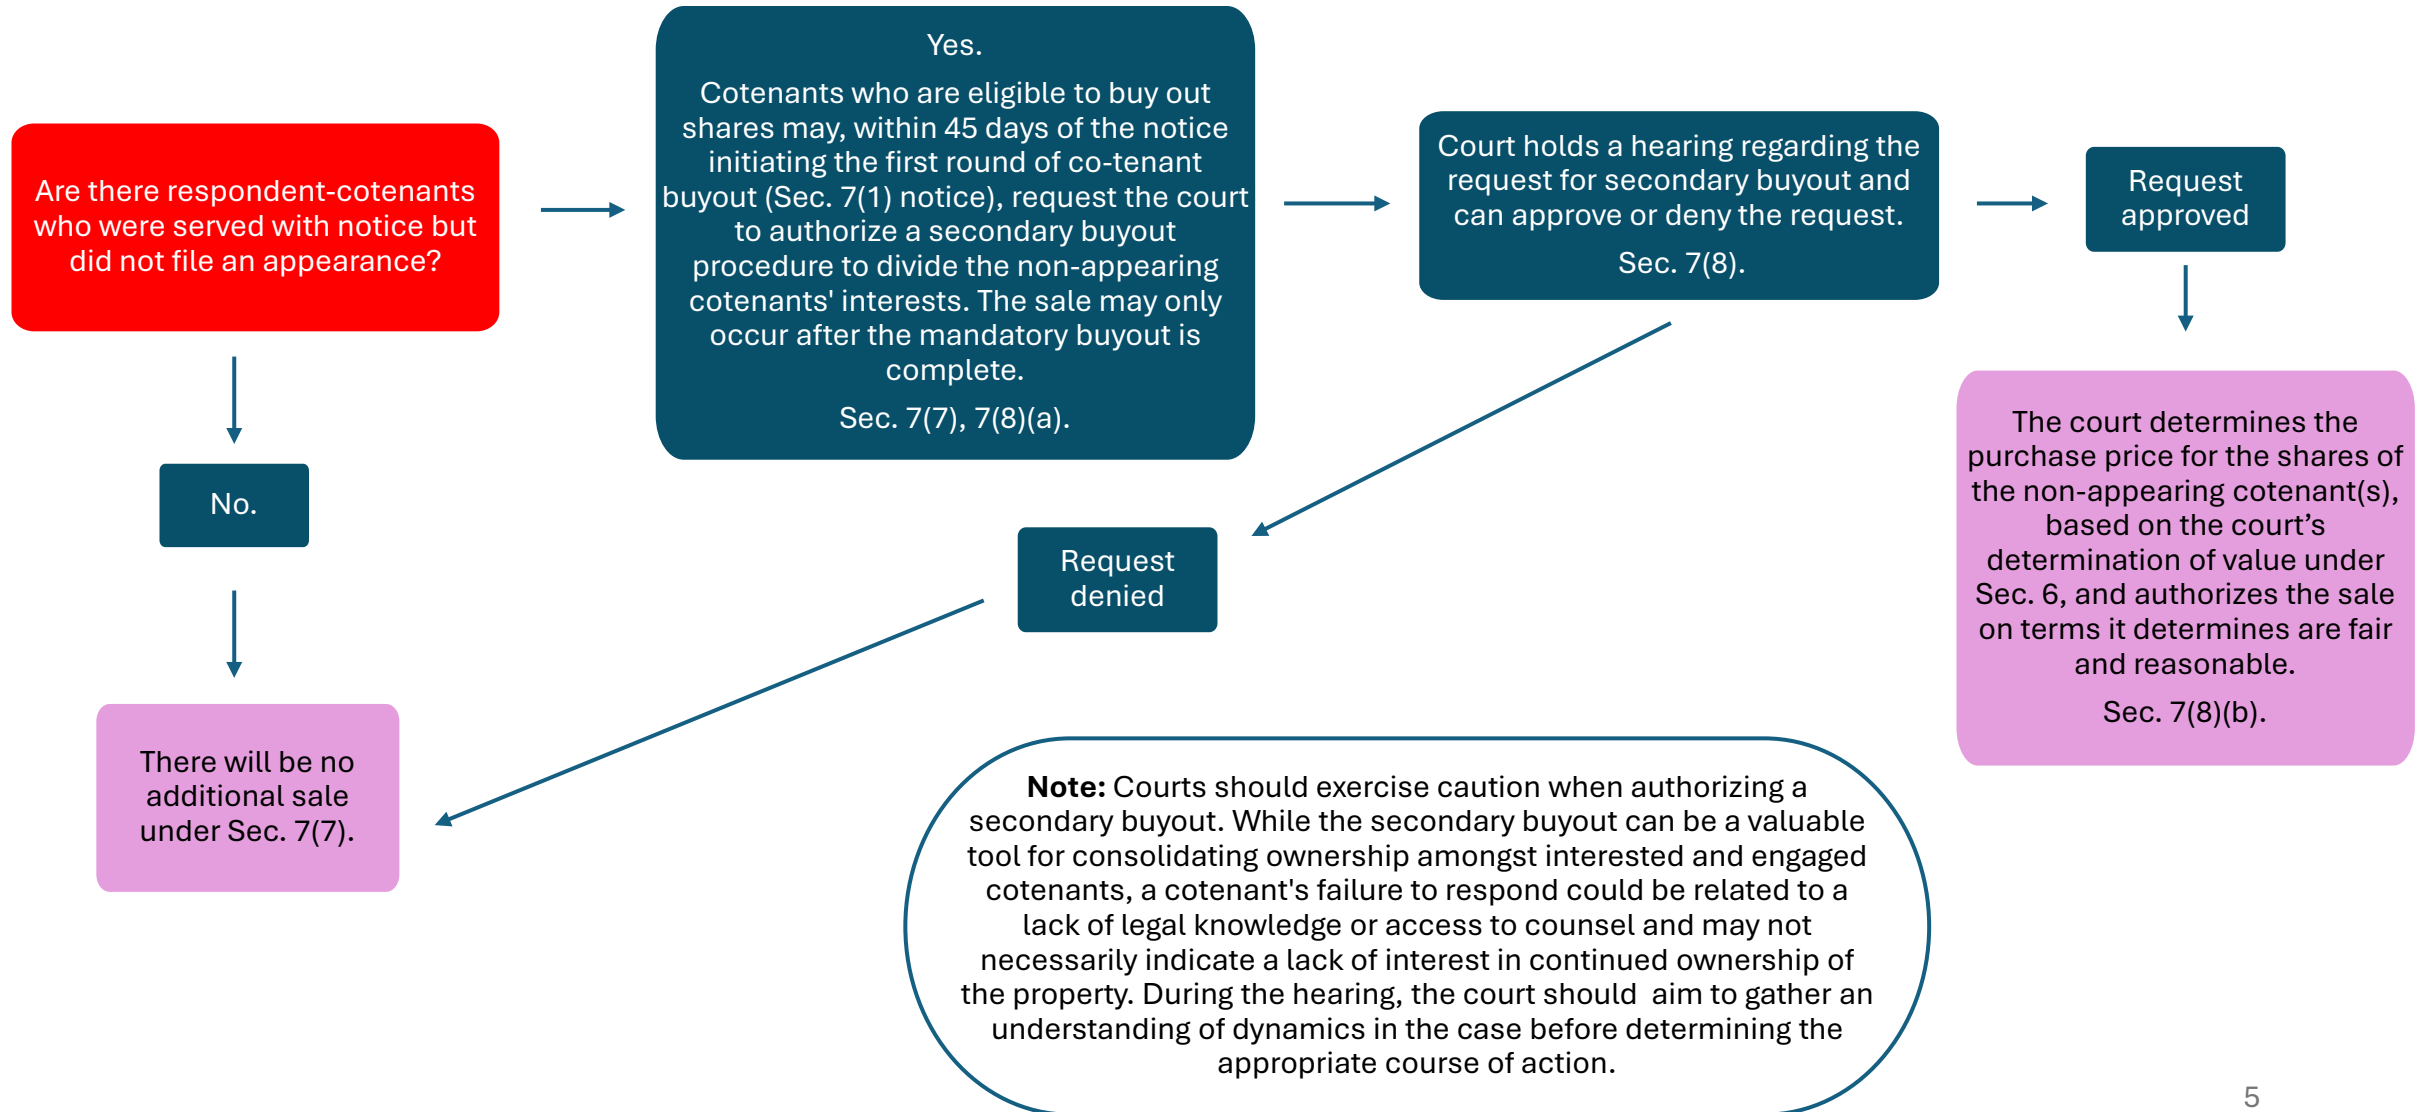 Are there respondent-cotenants
who were served with notice but
did not file an appearance?
Yes.
Cotenants who are eligible to buy out
shares may, within 45 days of the notice
initiating the first round of co-tenant
buyout (Sec. 7(1) notice), request the court
to authorize a secondary buyout
procedure to divide the non-appearing
cotenants' interests. The sale may only
occur after the mandatory buyout is
complete.
Sec. 7(7), 7(8)(a).
Court holds a hearing regarding the
request for secondary buyout and
can approve or deny the request.
Sec. 7(8).
Request
approved
The court determines the
purchase price for the shares of
the non-appearing cotenant(s),
based on the court’s
determination of value under
Sec. 6, and authorizes the sale
on terms it determines are fair
and reasonable.
Sec. 7(8)(b).
No.
Request
denied
There will be no
additional sale
under Sec. 7(7).
Note: Courts should exercise caution when authorizing a
secondary buyout. While the secondary buyout can be a valuable
tool for consolidating ownership amongst interested and engaged
cotenants, a cotenant's failure to respond could be related to a
lack of legal knowledge or access to counsel and may not
necessarily indicate a lack of interest in continued ownership of
the property. During the hearing, the court should  aim to gather an
understanding of dynamics in the case before determining the
appropriate course of action.
5